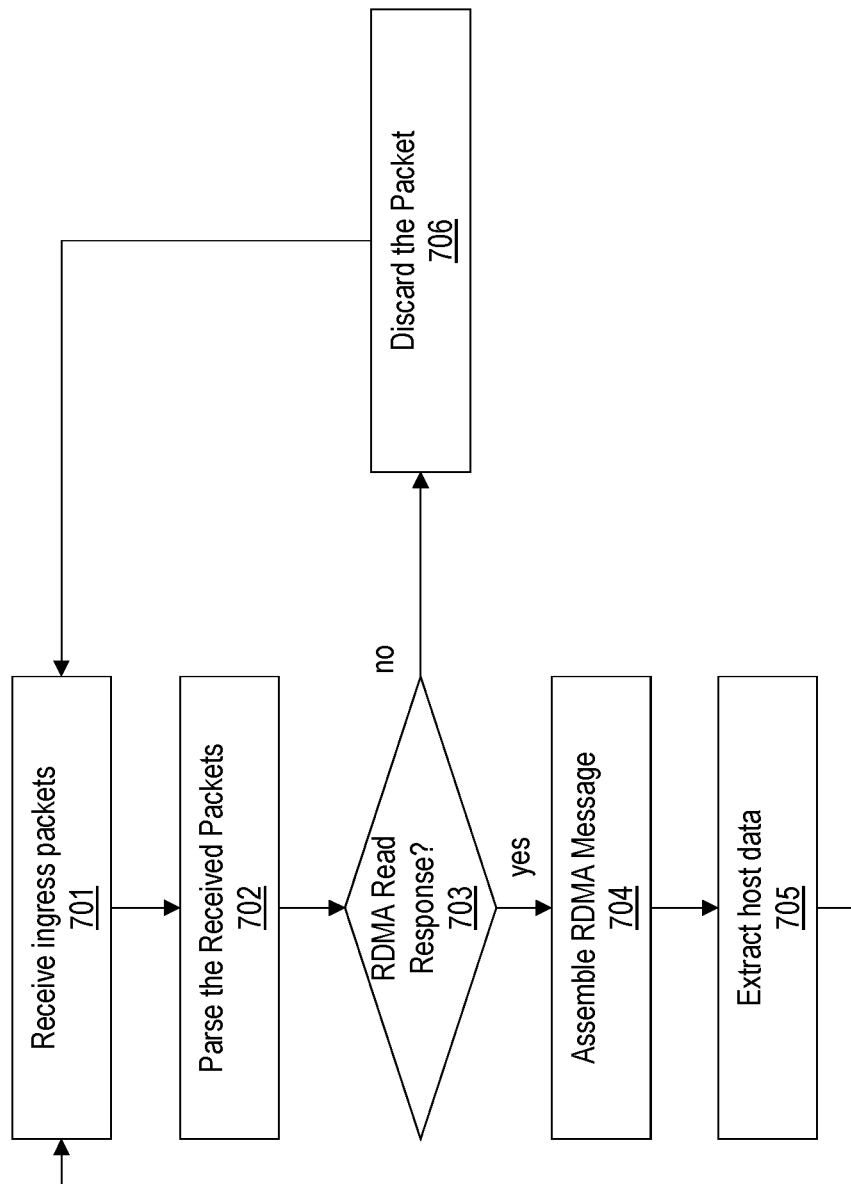 Receive ingress packets
701
Parse the Received Packets
702
RDMA Read
Response?
703
no
yes
Discard the Packet
706
Assemble RDMA Message
704
Extract host data
705